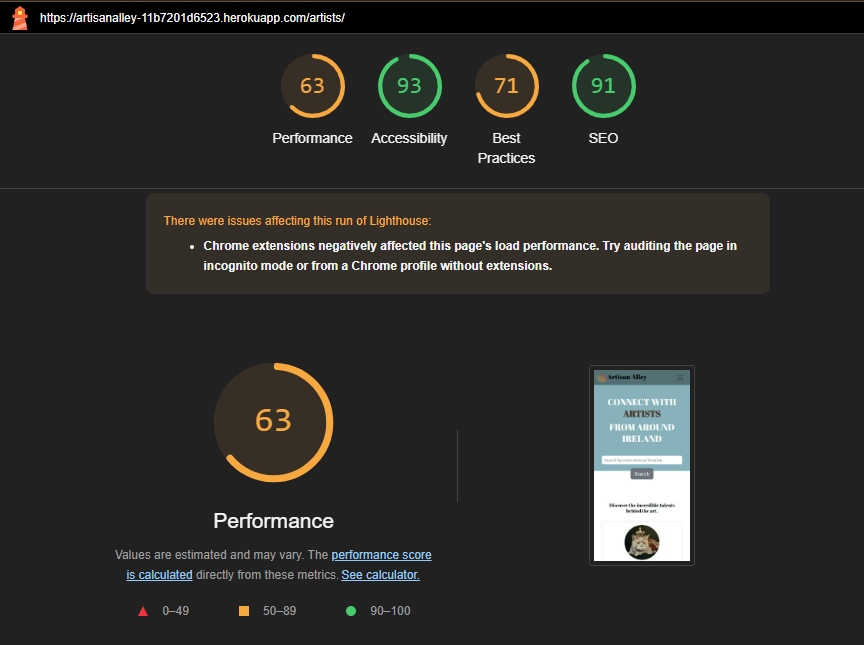 https://artisanalley-11b7201d6523.herokuapp.com/artists/
63 93 71 91
Performance Accessibility Best Practices SEO
There were issues affecting this run of Lighthouse:
• Chrome extensions negatively affected this page's load performance. Try auditing the page in
incognito mode or from a Chrome profile without extensions.
63
Performance
Values are estimated and may vary. The performance score
is calculated directly from these metrics. See calculator.
0–49 50–89 90–100
Artisan Alley
CONNECT WITH
ARTISTS
FROM AROUND
IRELAND
Search by artist name or location
Search
Discover the incredible talents
behind the art.